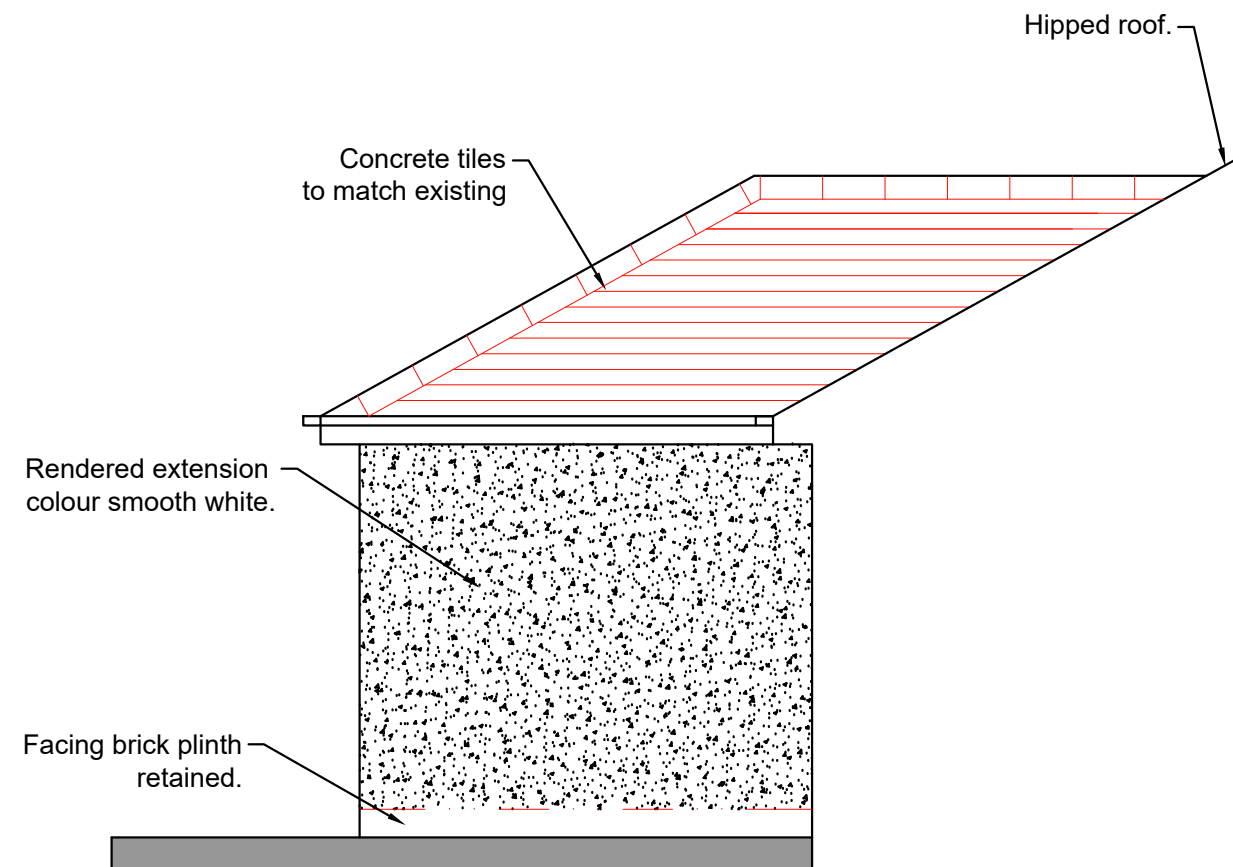 Hipped roof.
Concrete tiles
to match existing
Rendered extension
colour smooth white.
Facing brick plinth
retained.